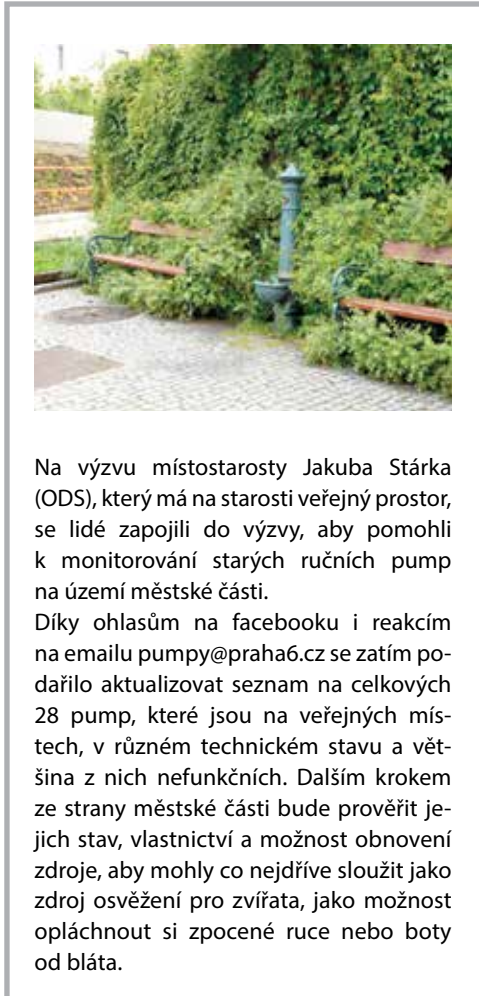 Na výzvu místostarosty Jakuba Stárka
(ODS), který má na starosti veřejný prostor,
se lidé zapojili do výzvy, aby pomohli
k monitorování starých ručních pump
na území městské části.
Díky ohlasům na facebooku i reakcím
na emailu pumpy@praha6.cz se zatím po-
dařilo aktualizovat seznam na celkových
28 pump, které jsou na veřejných mís-
tech, v různém technickém stavu a vět-
šina z nich nefunkčních. Dalším krokem
ze strany městské části bude prověřit je-
jich stav, vlastnictví a možnost obnovení
zdroje, aby mohly co nejdříve sloužit jako
zdroj osvěžení pro zvířata, jako možnost
opláchnout si zpocené ruce nebo boty
od bláta.